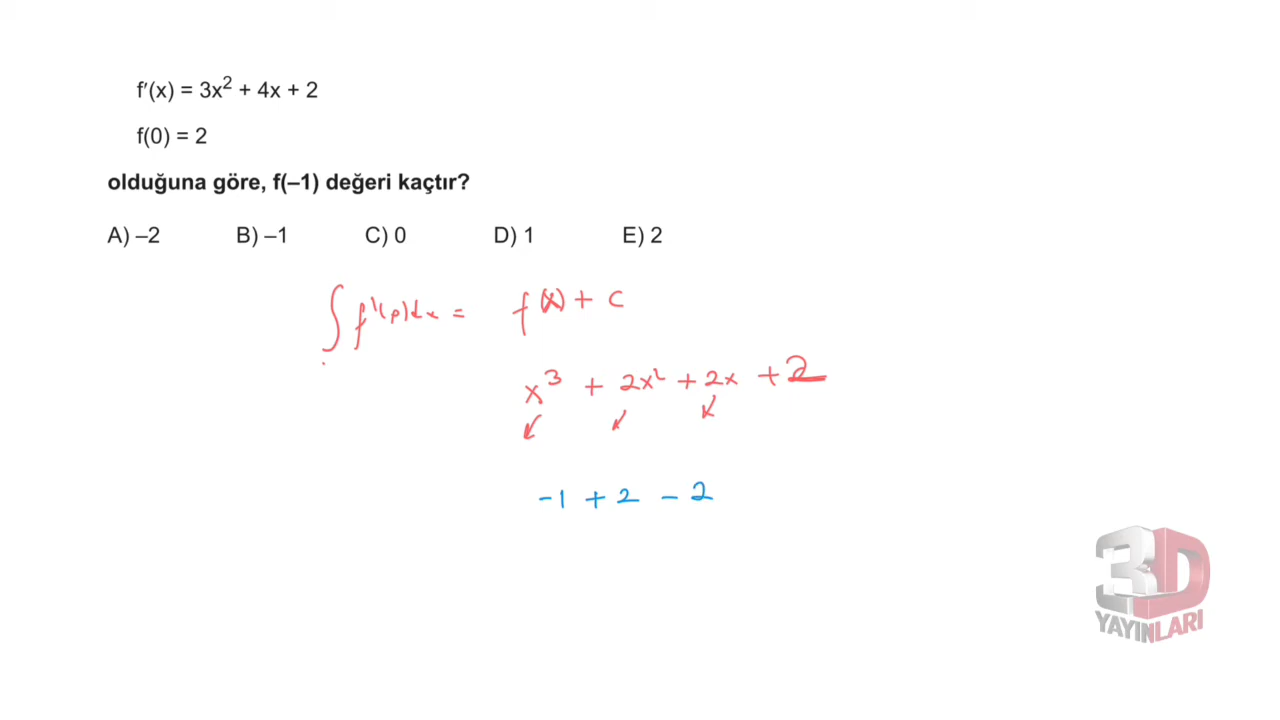 f'(x) = 3x² + 4x + 2
f(0) = 2
olduğuna göre, f(–1) değeri kaçtır?
A) –2 B) –1 C) 0 D) 1 E) 2
∫ f'(x) dx = f(x) + c
x³ + 2x² + 2x + 2
-1 + 2 - 2
3D
YAYINLARI